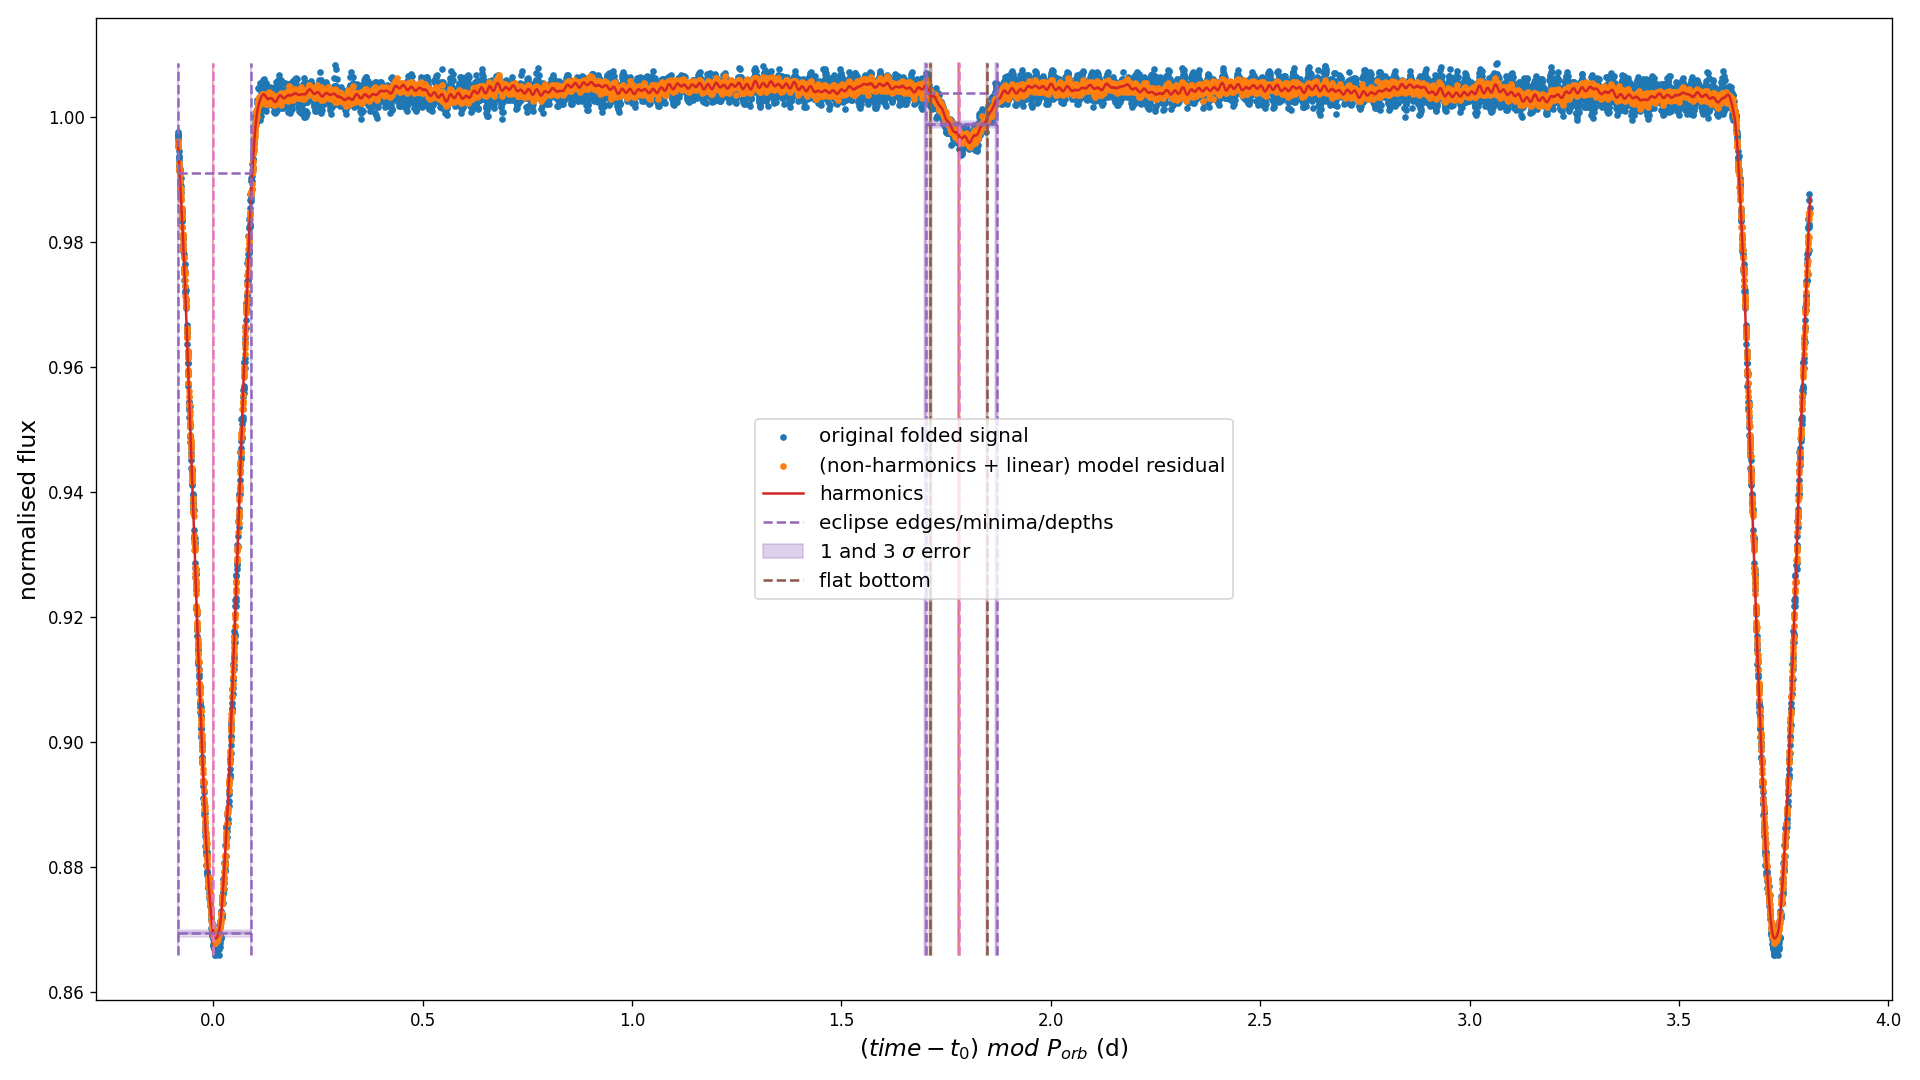 normalised flux
1.00
0.98
0.96
0.94
0.92
0.90
0.88
0.86
original folded signal
(non-harmonics + linear) model residual
harmonics
eclipse edges/minima/depths
1 and 3 σ error
flat bottom
0.0 0.5 1.0 1.5 2.0 2.5 3.0 3.5 4.0
(time − t₀) mod P_orb (d)